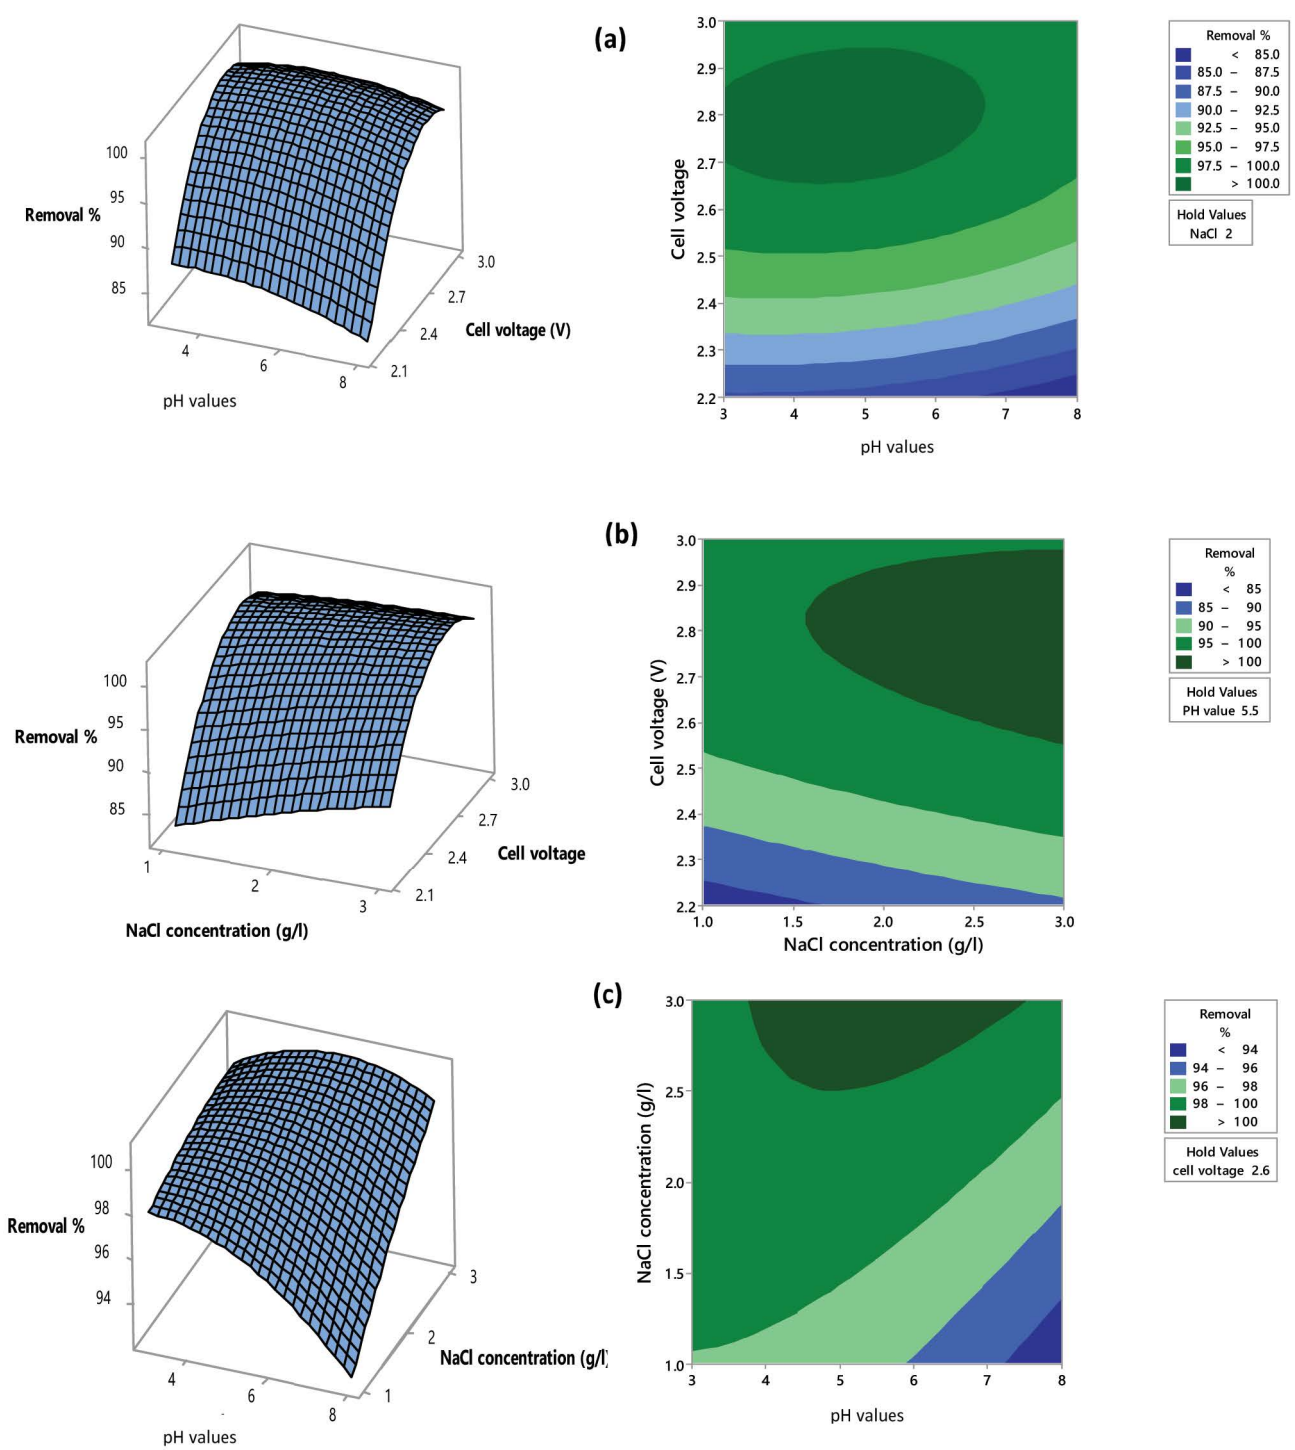 (a)
100
95
90
85
Removal %
4
6
8
pH values
3.0
2.7
2.4
2.1
Cell voltage (V)
3.0
2.9
2.8
2.7
2.6
2.5
2.4
2.3
2.2
Cell voltage
3 4 5 6 7 8
pH values
Removal %
< 85.0
85.0 – 87.5
87.5 – 90.0
90.0 – 92.5
92.5 – 95.0
95.0 – 97.5
97.5 – 100.0
> 100.0
Hold Values
NaCl 2
(b)
100
95
90
85
Removal %
1
2
3
NaCl concentration (g/l)
3.0
2.7
2.4
2.1
Cell voltage
3.0
2.9
2.8
2.7
2.6
2.5
2.4
2.3
2.2
Cell voltage (V)
1.0 1.5 2.0 2.5 3.0
NaCl concentration (g/l)
Removal
%
< 85
85 – 90
90 – 95
95 – 100
> 100
Hold Values
PH value 5.5
(c)
100
98
96
94
Removal %
4
6
8
pH values
3
2
1
NaCl concentration (g/l)
3.0
2.5
2.0
1.5
1.0
NaCl concentration (g/l)
3 4 5 6 7 8
pH values
Removal
%
< 94
94 – 96
96 – 98
98 – 100
> 100
Hold Values
cell voltage 2.6